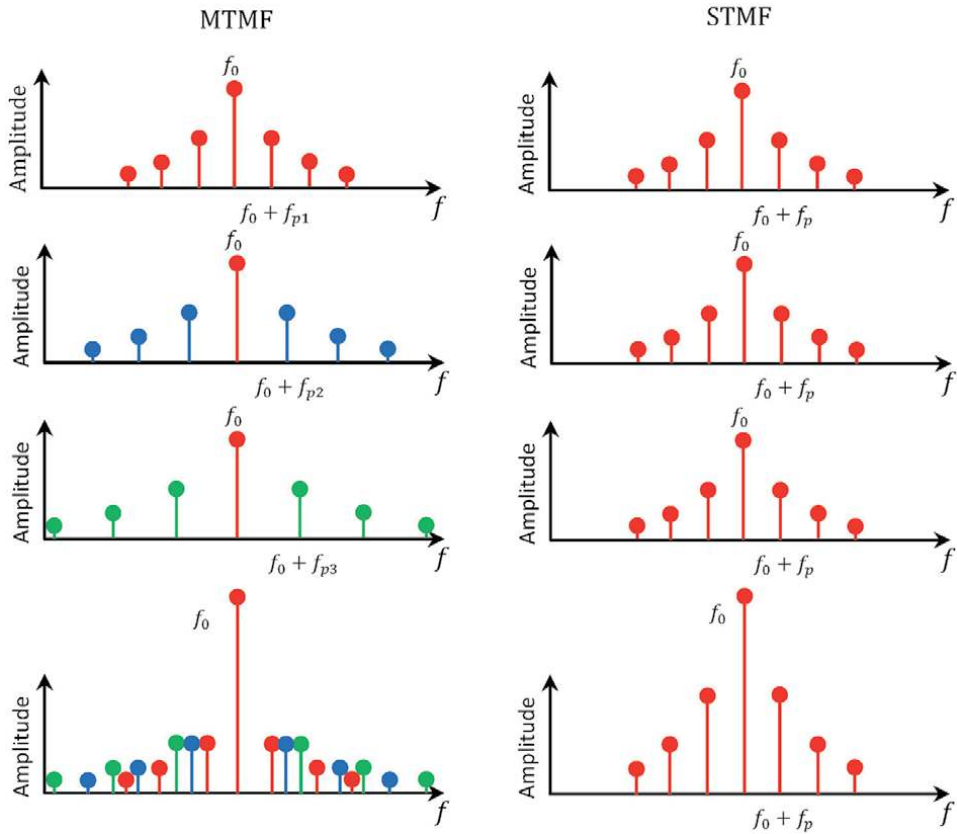 MTMF
f₀
Amplitude
f
f₀ + fₚ₁
f₀
Amplitude
f
f₀ + fₚ₂
f₀
Amplitude
f
f₀ + fₚ₃
f₀
Amplitude
f
STMF
f₀
Amplitude
f
f₀ + fₚ
f₀
Amplitude
f
f₀ + fₚ
f₀
Amplitude
f
f₀ + fₚ
f₀
Amplitude
f
f₀ + fₚ